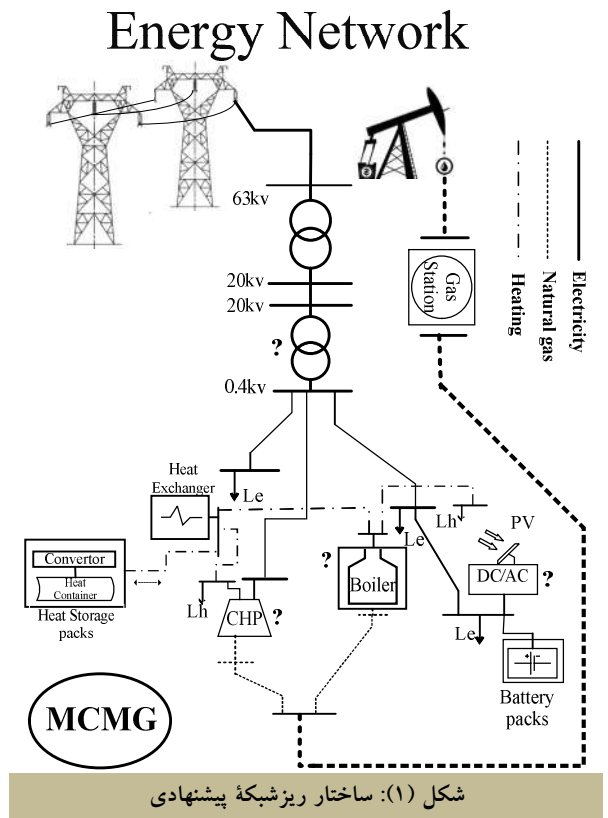 Energy Network
63kv
20kv
20kv
?
0.4kv
Gas
Station
Electricity
Natural gas
Heating
Heat
Exchanger
Le
Convertor
Heat
Container
Heat Storage
packs
Lh
CHP
?
?
Boiler
Le
Lh
PV
DC/AC
?
Le
Battery
packs
MCMG
شکل (۱): ساختار ریزشبکهٔ پیشنهادی